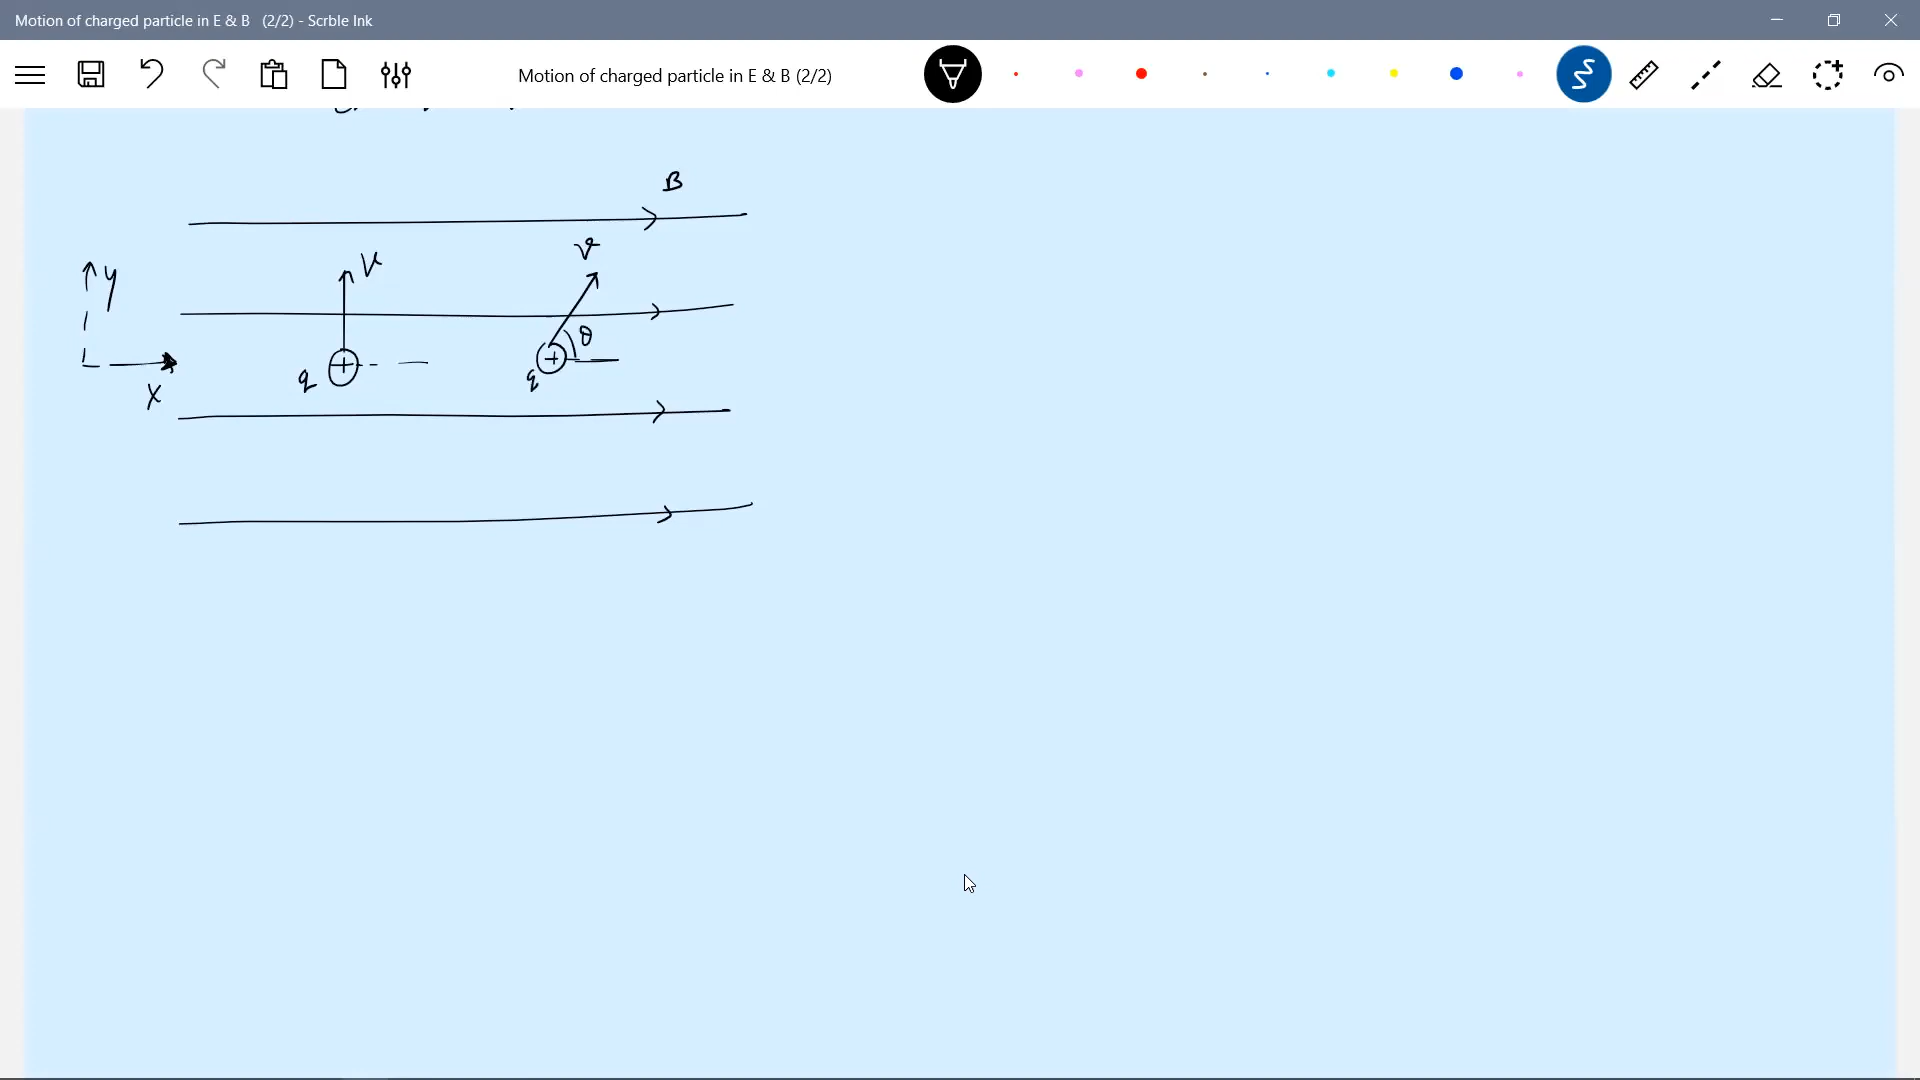 Motion of charged particle in E & B (2/2) - Scrble Ink
Motion of charged particle in E & B (2/2)
B
v
y
V
θ
q
q
x